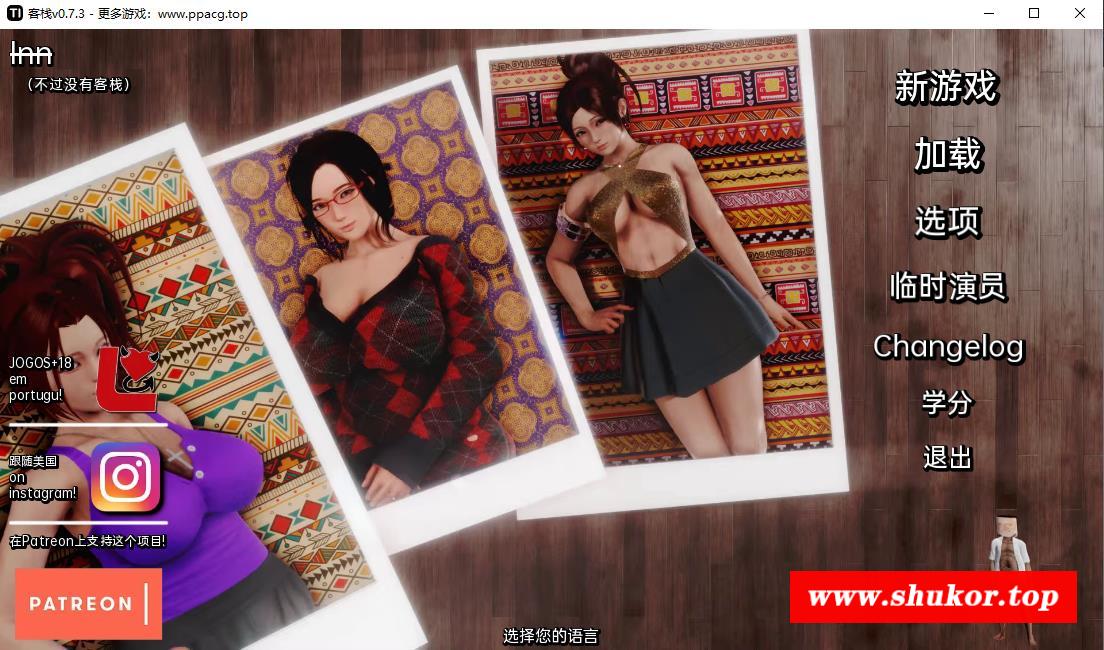 客栈v0.7.3 - 更多游戏：www.ppacg.top
Inn
（不过没有客栈）
新游戏
加载
选项
临时演员
Changelog
学分
退出
JOGOS+18
em
portugu!
跟随美国
on
instagram!
在Patreon上支持这个项目!
PATREON
选择您的语言
www.shukor.top